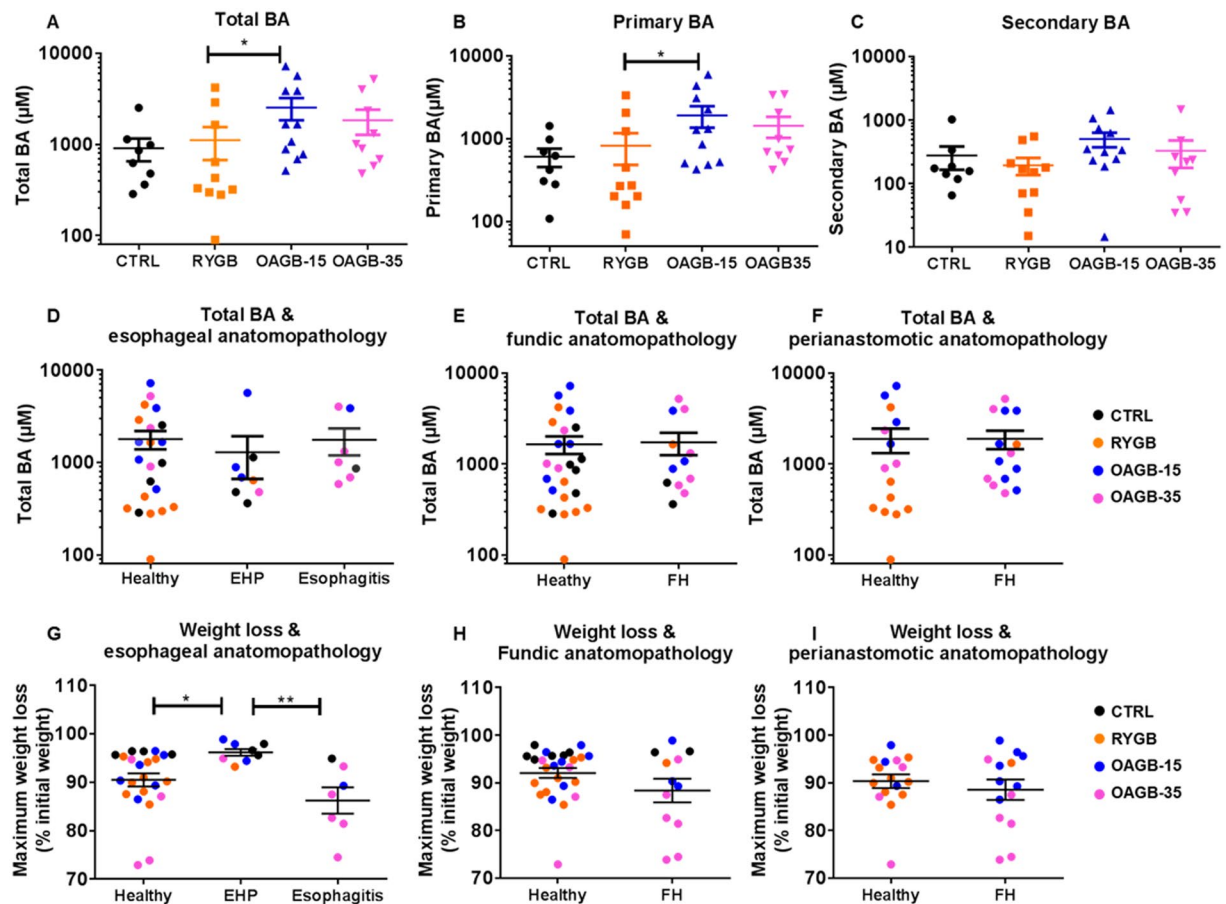 A
Total BA
*
Total BA (µM)
10000
1000
100
CTRL
RYGB
OAGB-15
OAGB-35
B
Primary BA
*
Primary BA(µM)
10000
1000
100
CTRL
RYGB
OAGB-15
OAGB35
C
Secondary BA
Secondary BA (µM)
10000
1000
100
10
CTRL
RYGB
OAGB-15
OAGB-35
D
Total BA &
esophageal anatomopathology
Total BA (µM)
10000
1000
100
Healthy
EHP
Esophagitis
E
Total BA &
fundic anatomopathology
Total BA (µM)
10000
1000
100
Heathy
FH
F
Total BA &
perianastomotic anatomopathology
Total BA (µM)
10000
1000
100
Healthy
FH
CTRL
RYGB
OAGB-15
OAGB-35
G
Weight loss &
esophageal anatomopathology
*
**
Maximum weight loss
(% initial weight)
110
100
90
80
70
Healthy
EHP
Esophagitis
H
Weight loss &
Fundic anatomopathology
Maximum weight loss
(% initial weight)
110
100
90
80
70
Healthy
FH
I
Weight loss &
perianastomotic anatomopathology
Maximum weight loss
(% initial weight)
110
100
90
80
70
Healthy
FH
CTRL
RYGB
OAGB-15
OAGB-35